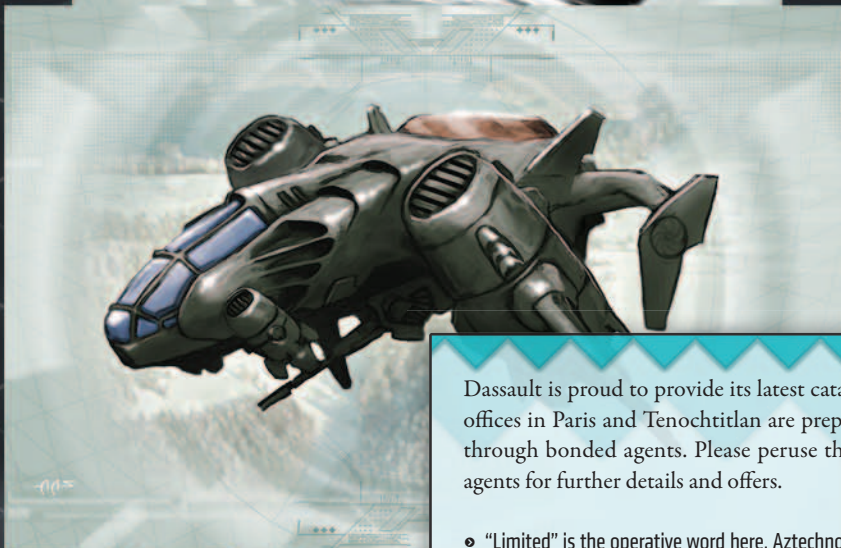 Dassault is proud to provide its latest cata
offices in Paris and Tenochtitlan are prep
through bonded agents. Please peruse th
agents for further details and offers.
"Limited" is the operative word here. Aztechno